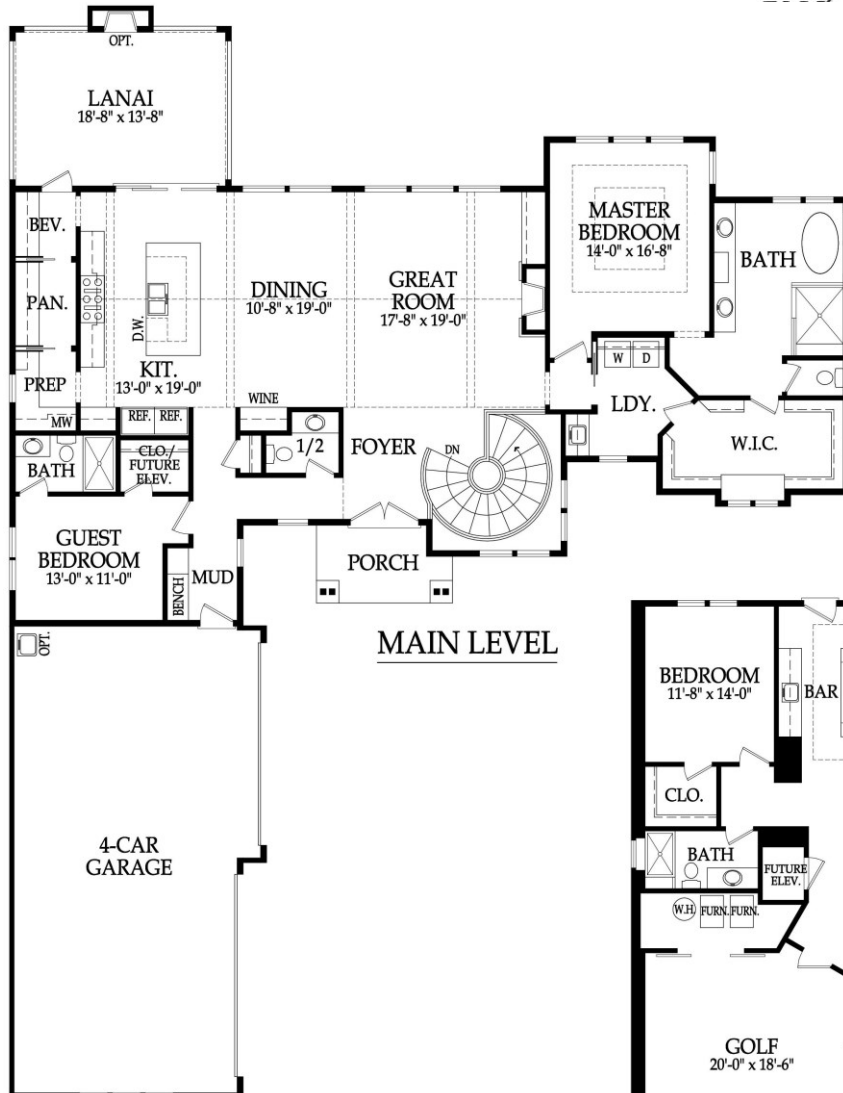 OPT.
LANAI
18'-8" x 13'-8"
BEV.
PAN.
PREP
MW
D.W.
KIT.
13'-0" x 19'-0"
REF. REF.
DINING
10'-8" x 19'-0"
WINE
GREAT
ROOM
17'-8" x 19'-0"
MASTER
BEDROOM
14'-0" x 16'-8"
BATH
W D
LDY.
W.I.C.
BATH
CLO./
FUTURE
ELEV.
1/2
FOYER
DN
GUEST
BEDROOM
13'-0" x 11'-0"
BENCH
MUD
PORCH
OPT.
MAIN LEVEL
4-CAR
GARAGE
BEDROOM
11'-8" x 14'-0"
BAR
CLO.
BATH
FUTURE
ELEV.
W.H. FURN. FURN.
GOLF
20'-0" x 18'-6"